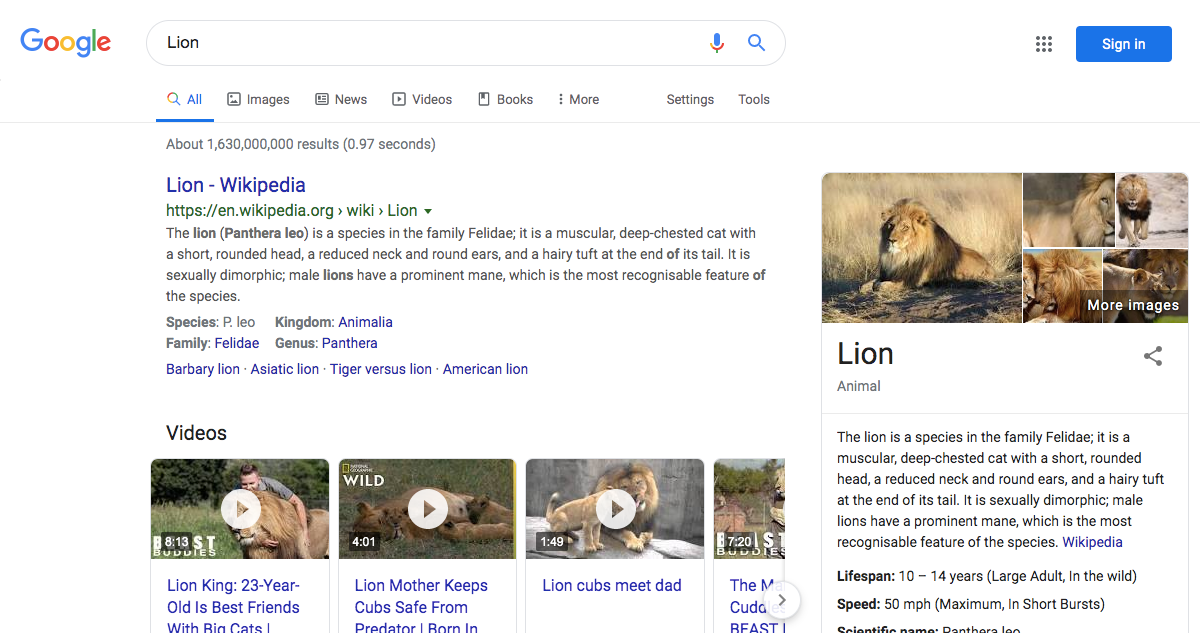 Google
Lion
Sign in
All Images News Videos Books More Settings Tools
About 1,630,000,000 results (0.97 seconds)
Lion - Wikipedia
https://en.wikipedia.org › wiki › Lion
The lion (Panthera leo) is a species in the family Felidae; it is a muscular, deep-chested cat with
a short, rounded head, a reduced neck and round ears, and a hairy tuft at the end of its tail. It is
sexually dimorphic; male lions have a prominent mane, which is the most recognisable feature of
the species.
Species: P. leo Kingdom: Animalia
Family: Felidae Genus: Panthera
Barbary lion · Asiatic lion · Tiger versus lion · American lion
Videos
8:13
BEAST
BUDDIES
Lion King: 23-Year-
Old Is Best Friends
With Big Cats |
NATIONAL
GEOGRAPHIC
WILD
4:01
Lion Mother Keeps
Cubs Safe From
Predator | Born In
1:49
Lion cubs meet dad
7:20
BUDDIES
The
Cuddles
BEAST
More images
Lion
Animal
The lion is a species in the family Felidae; it is a
muscular, deep-chested cat with a short, rounded
head, a reduced neck and round ears, and a hairy tuft
at the end of its tail. It is sexually dimorphic; male
lions have a prominent mane, which is the most
recognisable feature of the species. Wikipedia
Lifespan: 10 – 14 years (Large Adult, In the wild)
Speed: 50 mph (Maximum, In Short Bursts)
Scientific name: Panthera leo